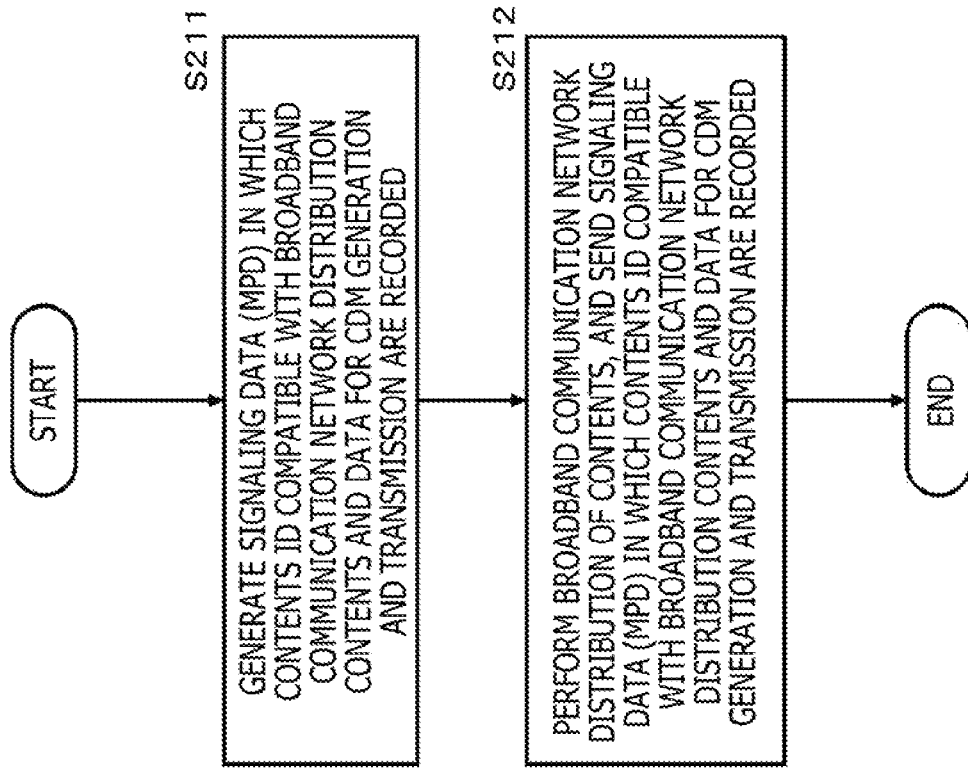 START
S211
GENERATE SIGNALING DATA (MPD) IN WHICH
CONTENTS ID COMPATIBLE WITH BROADBAND
COMMUNICATION NETWORK DISTRIBUTION
CONTENTS AND DATA FOR CDM GENERATION
AND TRANSMISSION ARE RECORDED
S212
PERFORM BROADBAND COMMUNICATION NETWORK
DISTRIBUTION OF CONTENTS, AND SEND SIGNALING
DATA (MPD) IN WHICH CONTENTS ID COMPATIBLE
WITH BROADBAND COMMUNICATION NETWORK
DISTRIBUTION CONTENTS AND DATA FOR CDM
GENERATION AND TRANSMISSION ARE RECORDED
END